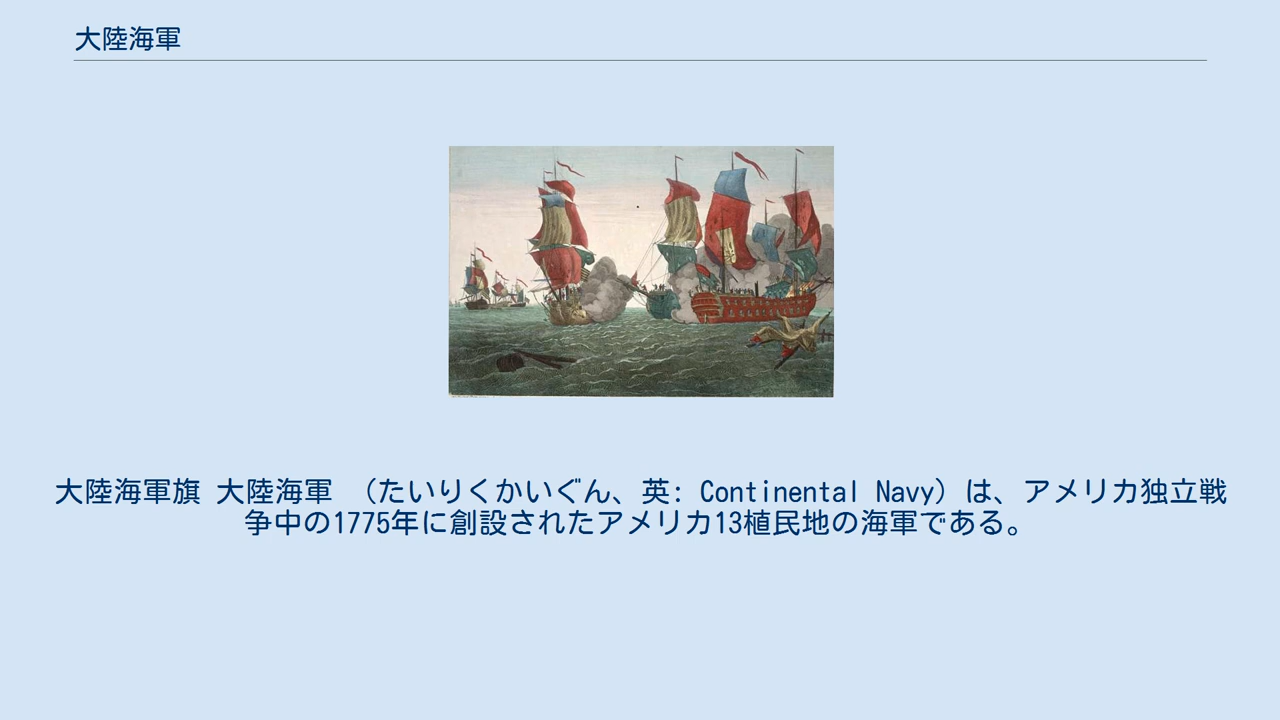 大陸海軍
大陸海軍旗 大陸海軍 （たいりくかいぐん、英: Continental Navy）は、アメリカ独立戦
争中の1775年に創設されたアメリカ13植民地の海軍である。